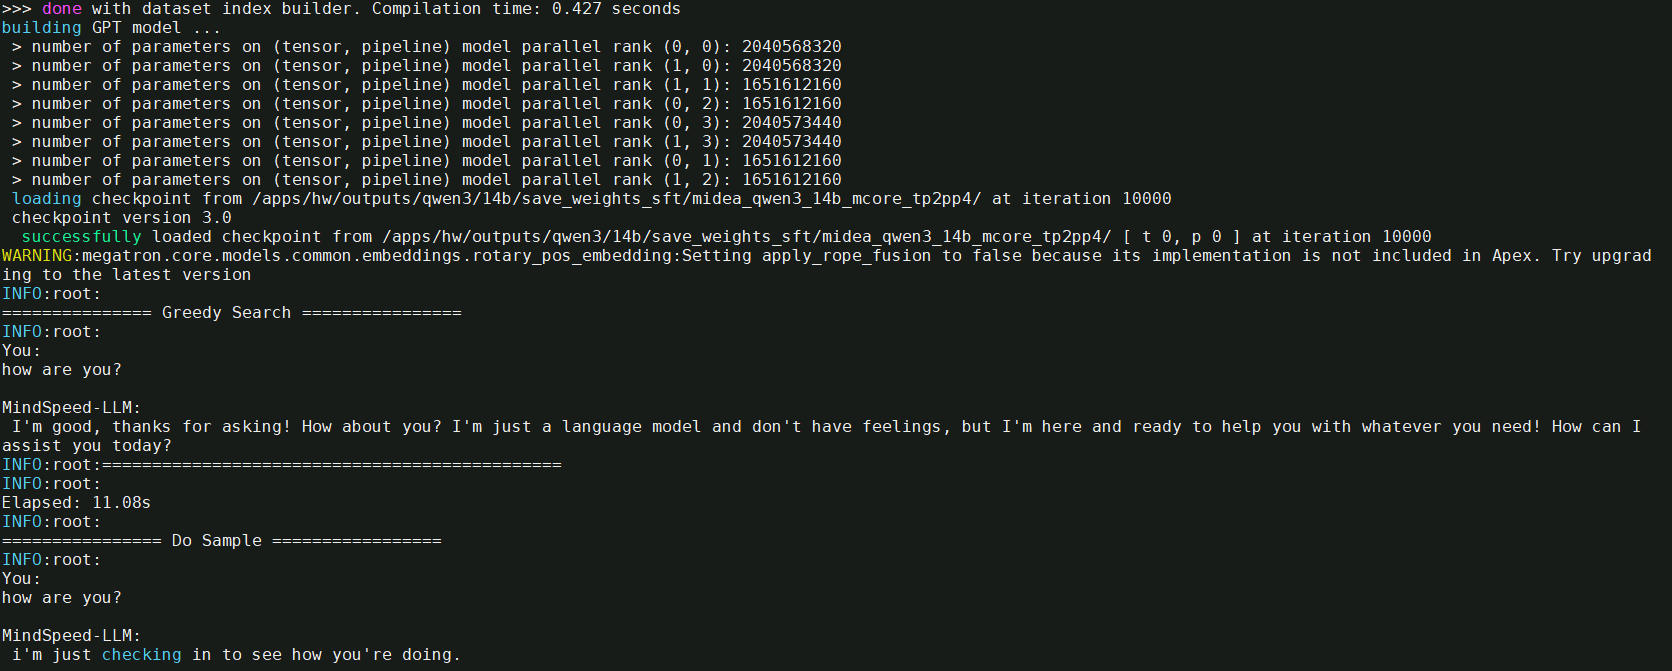 >>> done with dataset index builder. Compilation time: 0.427 seconds
building GPT model ...
 > number of parameters on (tensor, pipeline) model parallel rank (0, 0): 2040568320
 > number of parameters on (tensor, pipeline) model parallel rank (1, 0): 2040568320
 > number of parameters on (tensor, pipeline) model parallel rank (1, 1): 1651612160
 > number of parameters on (tensor, pipeline) model parallel rank (0, 2): 1651612160
 > number of parameters on (tensor, pipeline) model parallel rank (0, 3): 2040573440
 > number of parameters on (tensor, pipeline) model parallel rank (1, 3): 2040573440
 > number of parameters on (tensor, pipeline) model parallel rank (0, 1): 1651612160
 > number of parameters on (tensor, pipeline) model parallel rank (1, 2): 1651612160
 loading checkpoint from /apps/hw/outputs/qwen3/14b/save_weights_sft/midea_qwen3_14b_mcore_tp2pp4/ at iteration 10000
 checkpoint version 3.0
  successfully loaded checkpoint from /apps/hw/outputs/qwen3/14b/save_weights_sft/midea_qwen3_14b_mcore_tp2pp4/ [ t 0, p 0 ] at iteration 10000
WARNING:megatron.core.models.common.embeddings.rotary_pos_embedding:Setting apply_rope_fusion to false because its implementation is not included in Apex. Try upgrad
ing to the latest version
INFO:root:
=============== Greedy Search ================
INFO:root:
You:
how are you?

MindSpeed-LLM:
 I'm good, thanks for asking! How about you? I'm just a language model and don't have feelings, but I'm here and ready to help you with whatever you need! How can I
assist you today?
INFO:root:==============================================
INFO:root:
Elapsed: 11.08s
INFO:root:
================ Do Sample =================
INFO:root:
You:
how are you?

MindSpeed-LLM:
 i'm just checking in to see how you're doing.